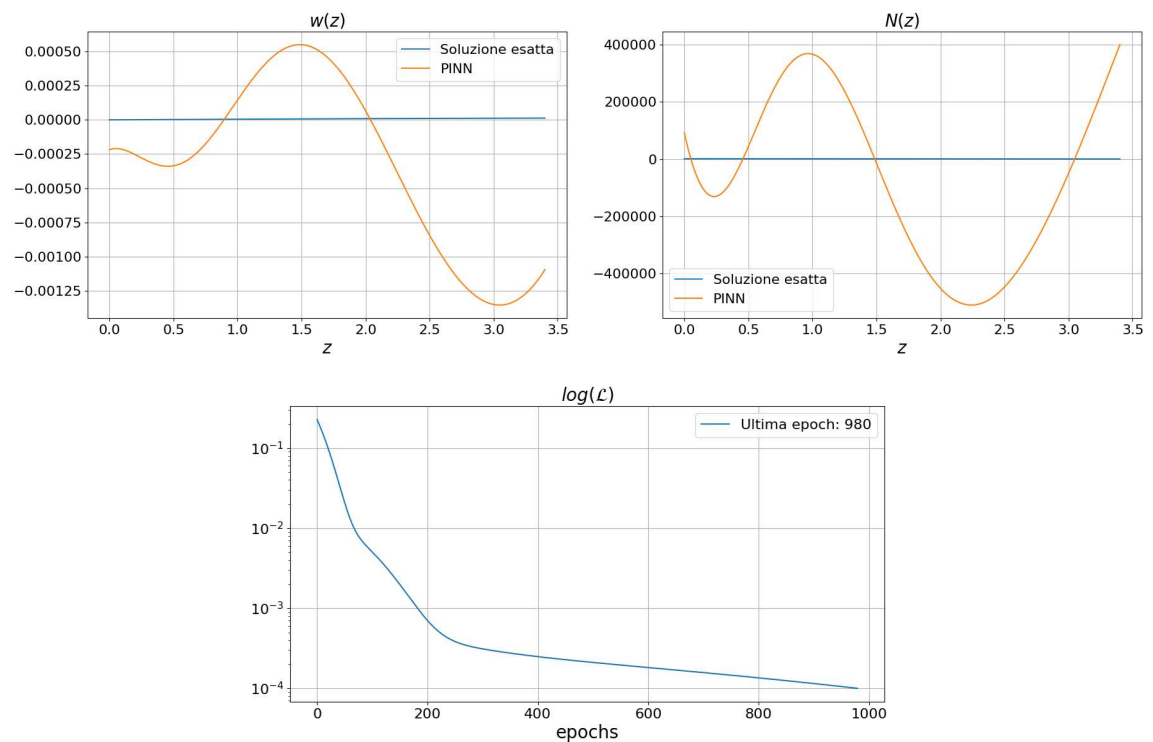 w(z)
0.00050
0.00025
0.00000
−0.00025
−0.00050
−0.00075
−0.00100
−0.00125
Soluzione esatta
PINN
0.0 0.5 1.0 1.5 2.0 2.5 3.0 3.5
z
N(z)
400000
200000
0
−200000
−400000
Soluzione esatta
PINN
0.0 0.5 1.0 1.5 2.0 2.5 3.0 3.5
z
log(ℒ)
Ultima epoch: 980
10⁻¹
10⁻²
10⁻³
10⁻⁴
0 200 400 600 800 1000
epochs